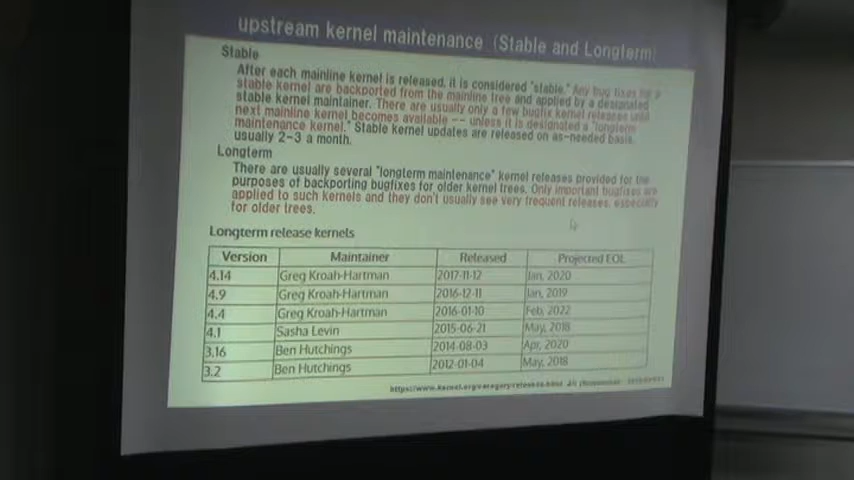 upstream kernel maintenance (Stable and Longterm)
Stable
After each mainline kernel is released, it is considered "stable." Any bug fixes for a
stable kernel are backported from the mainline tree and applied by a designated
stable kernel maintainer. There are usually only a few bugfix kernel releases until
next mainline kernel becomes available -- unless it is designated a "longterm
maintenance kernel." Stable kernel updates are released on as-needed basis,
usually 2-3 a month.
Longterm
There are usually several "longterm maintenance" kernel releases provided for the
purposes of backporting bugfixes for older kernel trees. Only important bugfixes are
applied to such kernels and they don't usually see very frequent releases, especially
for older trees.
Longterm release kernels
Version Maintainer Released Projected EOL
4.14 Greg Kroah-Hartman 2017-11-12 Jan, 2020
4.9 Greg Kroah-Hartman 2016-12-11 Jan, 2019
4.4 Greg Kroah-Hartman 2016-01-10 Feb, 2022
4.1 Sasha Levin 2015-06-21 May, 2018
3.16 Ben Hutchings 2014-08-03 Apr, 2020
3.2 Ben Hutchings 2012-01-04 May, 2018
https://www.kernel.org/category/releases.html